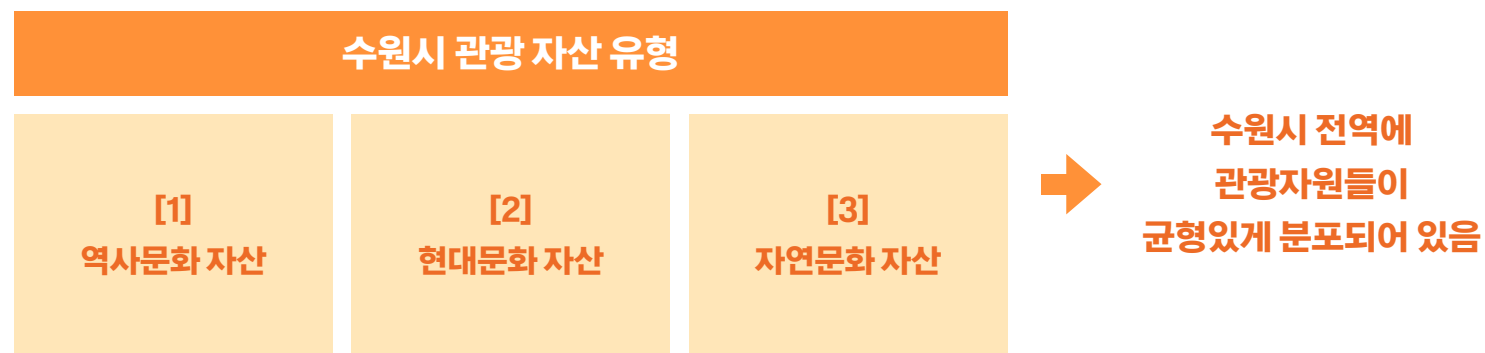 수원시 관광 자산 유형
[1]
역사문화 자산
[2]
현대문화 자산
[3]
자연문화 자산
수원시 전역에
관광자원들이
균형있게 분포되어 있음